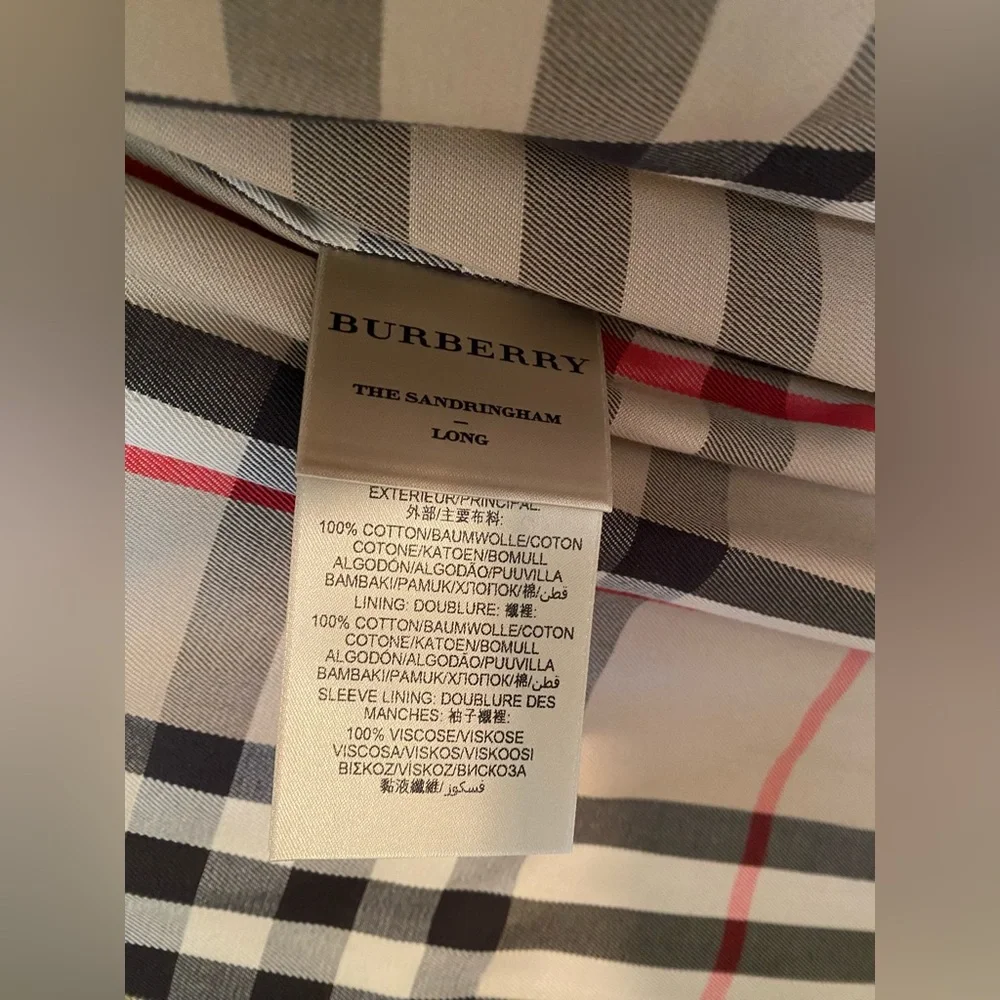 BURBERRY
THE SANDRINGHAM
–
LONG
EXTERIEUR/PRINCIPAL:
外部/主要布料:
100% COTTON/BAUMWOLLE/COTON
COTONE/KATOEN/BOMULL
ALGODÓN/ALGODÃO/PUUVILLA
BAMBAKI/PAMUK/ХЛОПОК/棉/قطن
LINING: DOUBLURE: 襯裡:
100% COTTON/BAUMWOLLE/COTON
COTONE/KATOEN/BOMULL
ALGODÓN/ALGODÃO/PUUVILLA
BAMBAKI/PAMUK/ХЛОПОК/棉/قطن
SLEEVE LINING: DOUBLURE DES
MANCHES: 袖子襯裡:
100% VISCOSE/VISKOSE
VISCOSA/VISKOS/VISKOOSI
ΒΙΣΚΟΖ/VİSKOZ/ВИСКОЗА
黏液纖維/فسكوز